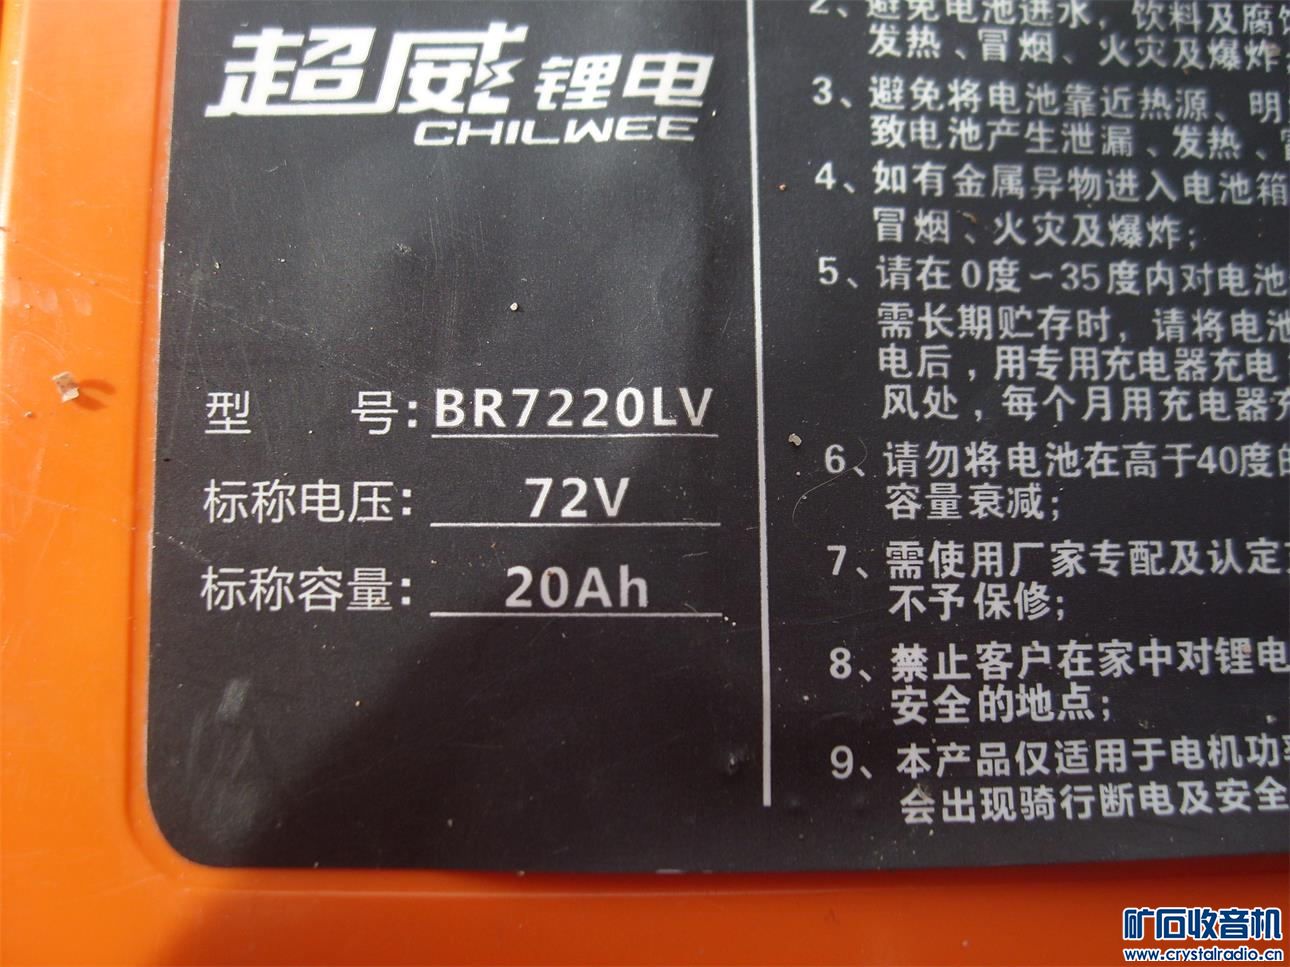 超威锂电
CHILWEE
型 号：BR7220LV
标称电压： 72V
标称容量： 20Ah
2、避免电池进水，饮料及腐
发热、冒烟、火灾及爆炸
3、避免将电池靠近热源、明
致电池产生泄漏、发热、
4、如有金属异物进入电池箱
冒烟、火灾及爆炸；
5、请在0度～35度内对电池
需长期贮存时，请将电池
电后，用专用充电器充电
风处，每个月用充电器充
6、请勿将电池在高于40度的
容量衰减；
7、需使用厂家专配及认定
不予保修；
8、禁止客户在家中对锂电
安全的地点；
9、本产品仅适用于电机功率
会出现骑行断电及安全
矿石收音机
www.crystalradio.cn